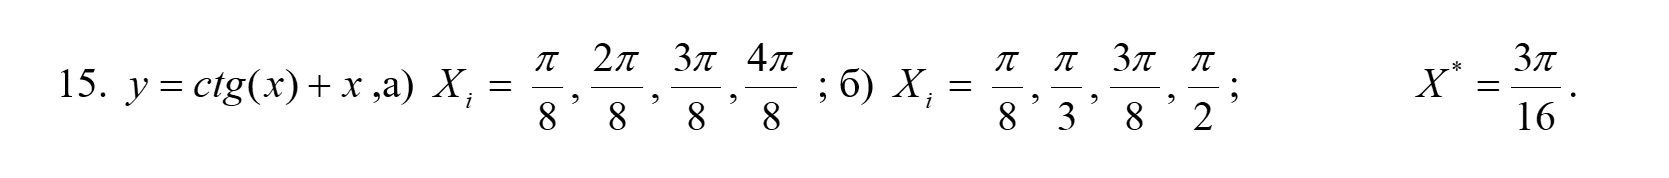 15. y = ctg(x) + x ,а) X_i = π/8, 2π/8, 3π/8, 4π/8 ; б) X_i = π/8, π/3, 3π/8, π/2; X* = 3π/16.